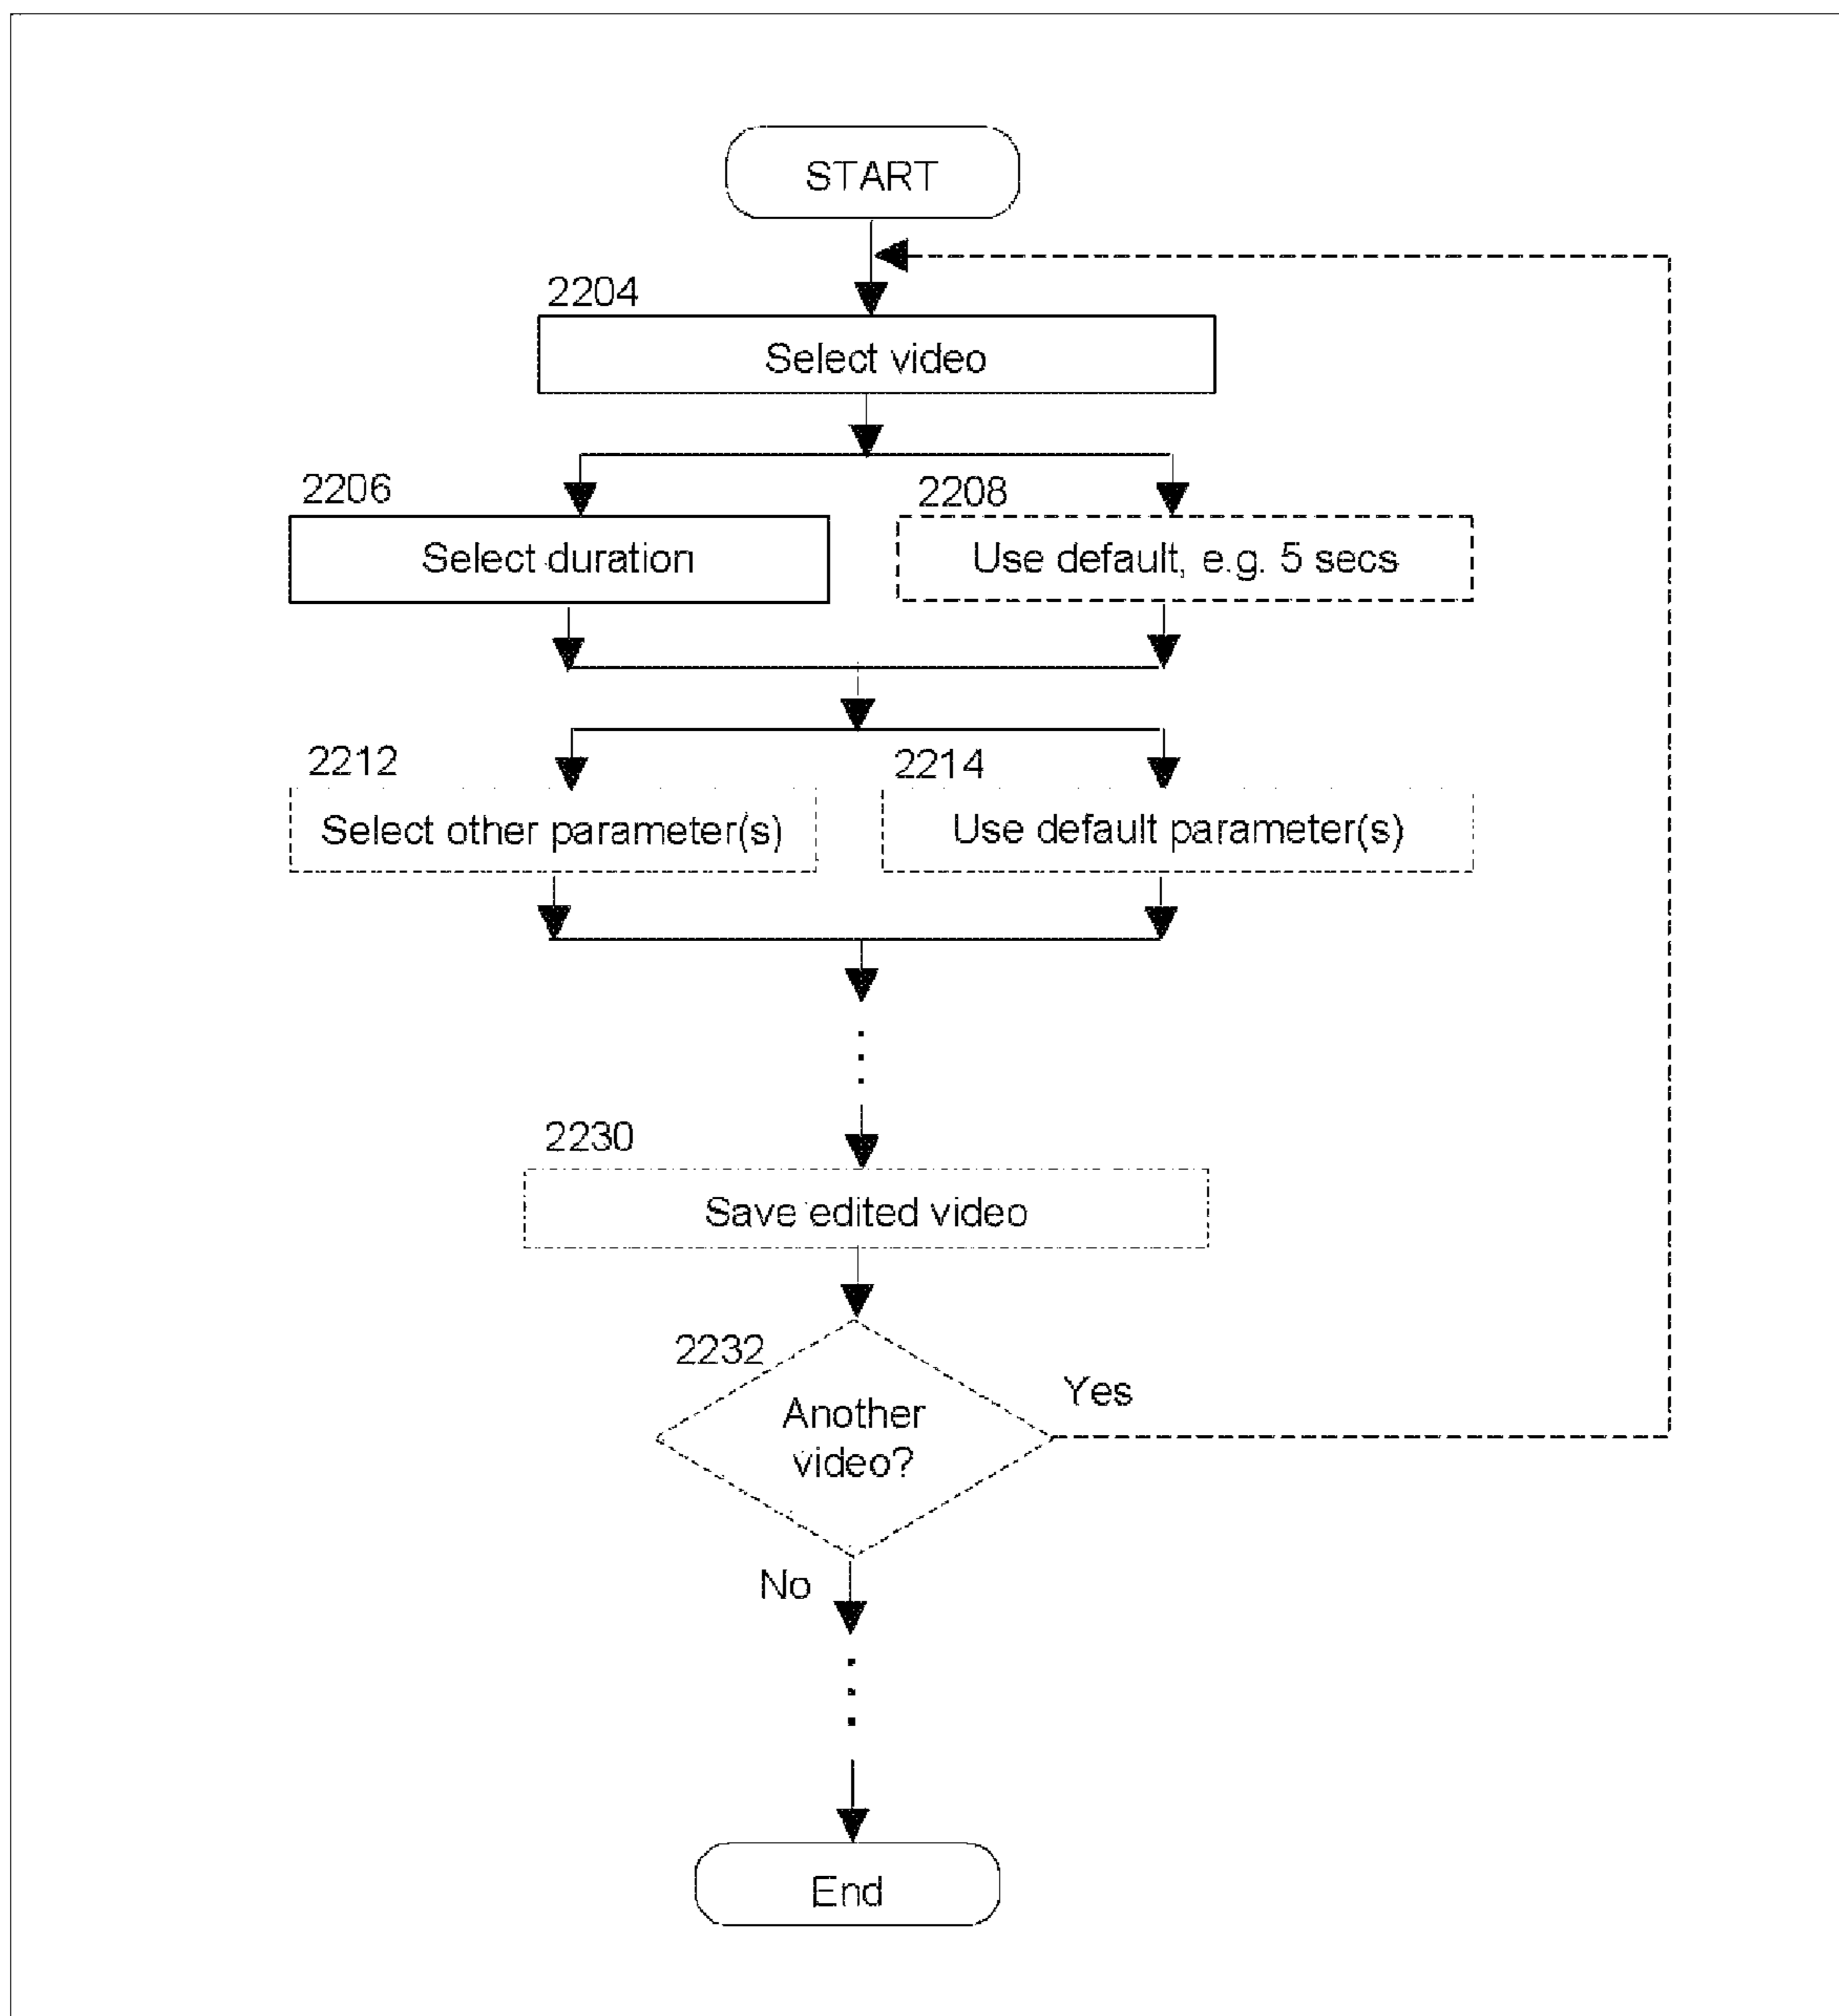 START
2204
Select video
2206
2208
Select duration
Use default, e.g. 5 secs
2212
2214
Select other parameter(s)
Use default parameter(s)
2230
Save edited video
2232
Another
video?
Yes
No
End